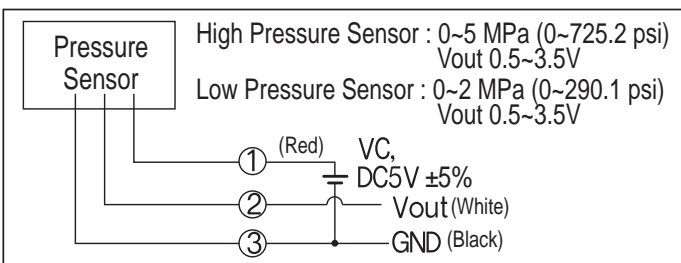 Pressure
Sensor
High Pressure Sensor : 0~5 MPa (0~725.2 psi)
Vout 0.5~3.5V
Low Pressure Sensor : 0~2 MPa (0~290.1 psi)
Vout 0.5~3.5V
① (Red) VC,
DC5V ±5%
② Vout (White)
③ GND (Black)